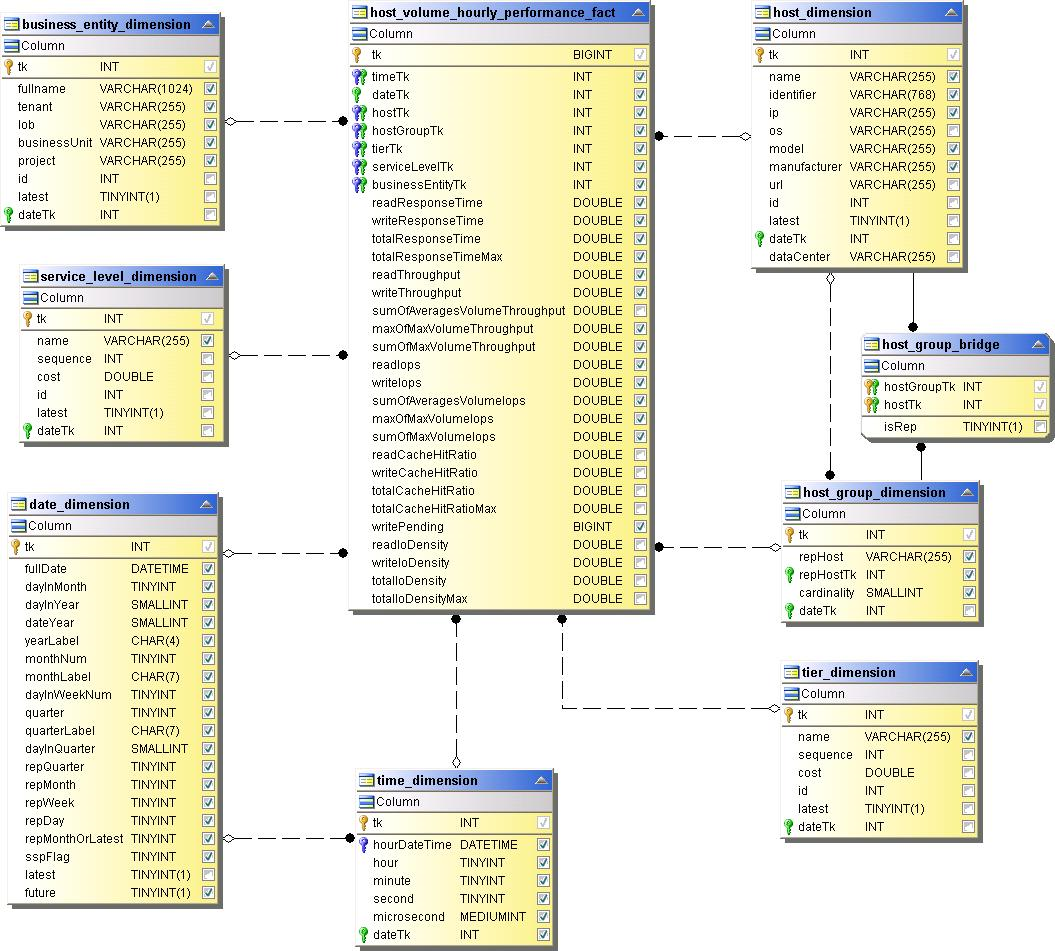 business_entity_dimension
Column
tk INT
fullname VARCHAR(1024)
tenant VARCHAR(255)
lob VARCHAR(255)
businessUnit VARCHAR(255)
project VARCHAR(255)
id INT
latest TINYINT(1)
dateTk INT
service_level_dimension
Column
tk INT
name VARCHAR(255)
sequence INT
cost DOUBLE
id INT
latest TINYINT(1)
dateTk INT
date_dimension
Column
tk INT
fullDate DATETIME
dayInMonth TINYINT
dayInYear SMALLINT
dateYear SMALLINT
yearLabel CHAR(4)
monthNum TINYINT
monthLabel CHAR(7)
dayInWeekNum TINYINT
quarter TINYINT
quarterLabel CHAR(7)
dayInQuarter SMALLINT
repQuarter TINYINT
repMonth TINYINT
repWeek TINYINT
repDay TINYINT
repMonthOrLatest TINYINT
sspFlag TINYINT
latest TINYINT(1)
future TINYINT(1)
host_volume_hourly_performance_fact
Column
tk BIGINT
timeTk INT
dateTk INT
hostTk INT
hostGroupTk INT
tierTk INT
serviceLevelTk INT
businessEntityTk INT
readResponseTime DOUBLE
writeResponseTime DOUBLE
totalResponseTime DOUBLE
totalResponseTimeMax DOUBLE
readThroughput DOUBLE
writeThroughput DOUBLE
sumOfAveragesVolumeThroughput DOUBLE
maxOfMaxVolumeThroughput DOUBLE
sumOfMaxVolumeThroughput DOUBLE
readIops DOUBLE
writeIops DOUBLE
sumOfAveragesVolumeIops DOUBLE
maxOfMaxVolumeIops DOUBLE
sumOfMaxVolumeIops DOUBLE
readCacheHitRatio DOUBLE
writeCacheHitRatio DOUBLE
totalCacheHitRatio DOUBLE
totalCacheHitRatioMax DOUBLE
writePending BIGINT
readIoDensity DOUBLE
writeIoDensity DOUBLE
totalIoDensity DOUBLE
totalIoDensityMax DOUBLE
time_dimension
Column
tk INT
hourDateTime DATETIME
hour TINYINT
minute TINYINT
second TINYINT
microsecond MEDIUMINT
dateTk INT
host_dimension
Column
tk INT
name VARCHAR(255)
identifier VARCHAR(768)
ip VARCHAR(255)
os VARCHAR(255)
model VARCHAR(255)
manufacturer VARCHAR(255)
url VARCHAR(255)
id INT
latest TINYINT(1)
dateTk INT
dataCenter VARCHAR(255)
host_group_bridge
Column
hostGroupTk INT
hostTk INT
isRep TINYINT(1)
host_group_dimension
Column
tk INT
repHost VARCHAR(255)
repHostTk INT
cardinality SMALLINT
dateTk INT
tier_dimension
Column
tk INT
name VARCHAR(255)
sequence INT
cost DOUBLE
id INT
latest TINYINT(1)
dateTk INT